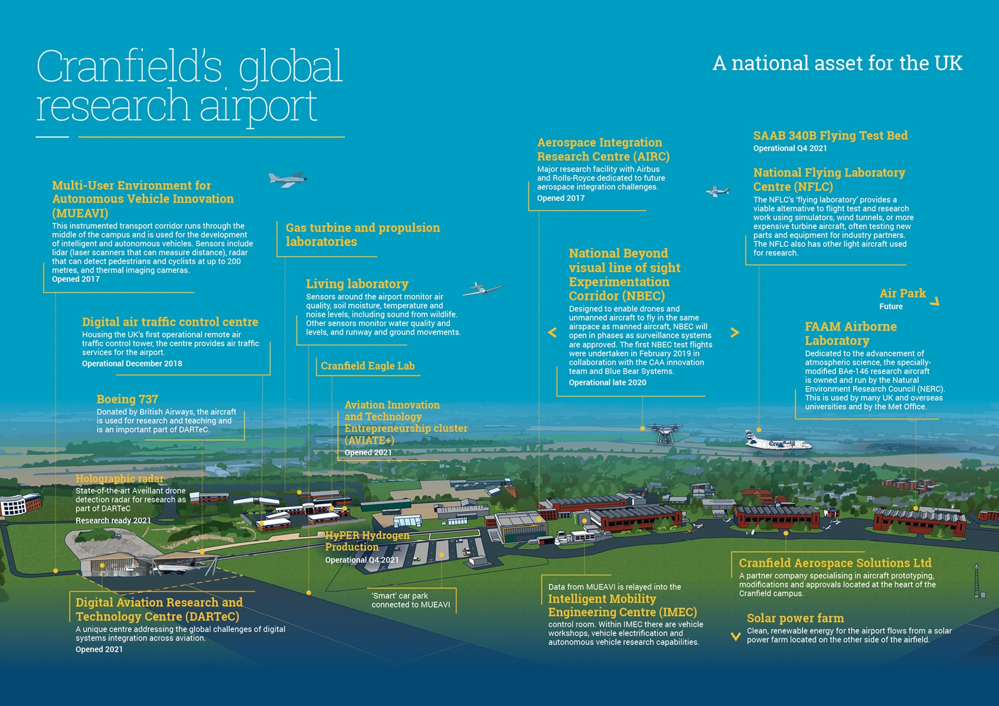 Cranfield's global
research airport
A national asset for the UK
Multi-User Environment for
Autonomous Vehicle Innovation
(MUEAVI)
This instrumented transport corridor runs through the
middle of the campus and is used for the development
of intelligent and autonomous vehicles. Sensors include
lidar (laser scanners that can measure distance), radar
that can detect pedestrians and cyclists at up to 200
metres, and thermal imaging cameras.
Opened 2017
Digital air traffic control centre
Housing the UK's first operational remote air
traffic control tower, the centre provides air traffic
services for the airport.
Operational December 2018
Boeing 737
Donated by British Airways, the aircraft
is used for research and teaching and
is an important part of DARTeC.
Holographic radar
State-of-the-art Aveillant drone
detection radar for research as
part of DARTeC
Research ready 2021
Digital Aviation Research and
Technology Centre (DARTeC)
A unique centre addressing the global challenges of digital
systems integration across aviation.
Opened 2021
Gas turbine and propulsion
laboratories
Living laboratory
Sensors around the airport monitor air
quality, soil moisture, temperature and
noise levels, including sound from wildlife.
Other sensors monitor water quality and
levels, and runway and ground movements.
Cranfield Eagle Lab
Aviation Innovation
and Technology
Entrepreneurship cluster
(AVIATE+)
Opened 2021
HyPER Hydrogen
Production
Operational Q4 2021
'Smart' car park
connected to MUEAVI
Aerospace Integration
Research Centre (AIRC)
Major research facility with Airbus
and Rolls-Royce dedicated to future
aerospace integration challenges.
Opened 2017
National Beyond
visual line of sight
Experimentation
Corridor (NBEC)
Designed to enable drones and
unmanned aircraft to fly in the same
airspace as manned aircraft, NBEC will
open in phases as surveillance systems
are approved. The first NBEC test flights
were undertaken in February 2019 in
collaboration with the CAA innovation
team and Blue Bear Systems.
Operational late 2020
Data from MUEAVI is relayed into the
Intelligent Mobility
Engineering Centre (IMEC)
control room. Within IMEC there are vehicle
workshops, vehicle electrification and
autonomous vehicle research capabilities.
SAAB 340B Flying Test Bed
Operational Q4 2021
National Flying Laboratory
Centre (NFLC)
The NFLC's 'flying laboratory' provides a
viable alternative to flight test and research
work using simulators, wind tunnels, or more
expensive turbine aircraft, often testing new
parts and equipment for industry partners.
The NFLC also has other light aircraft used
for research.
Air Park
Future
FAAM Airborne
Laboratory
Dedicated to the advancement of
atmospheric science, the specially-
modified BAe-146 research aircraft
is owned and run by the Natural
Environment Research Council (NERC).
This is used by many UK and overseas
universities and by the Met Office.
Cranfield
Cranfield Aerospace Solutions Ltd
A partner company specialising in aircraft prototyping,
modifications and approvals located at the heart of the
Cranfield campus.
Solar power farm
Clean, renewable energy for the airport flows from a solar
power farm located on the other side of the airfield.